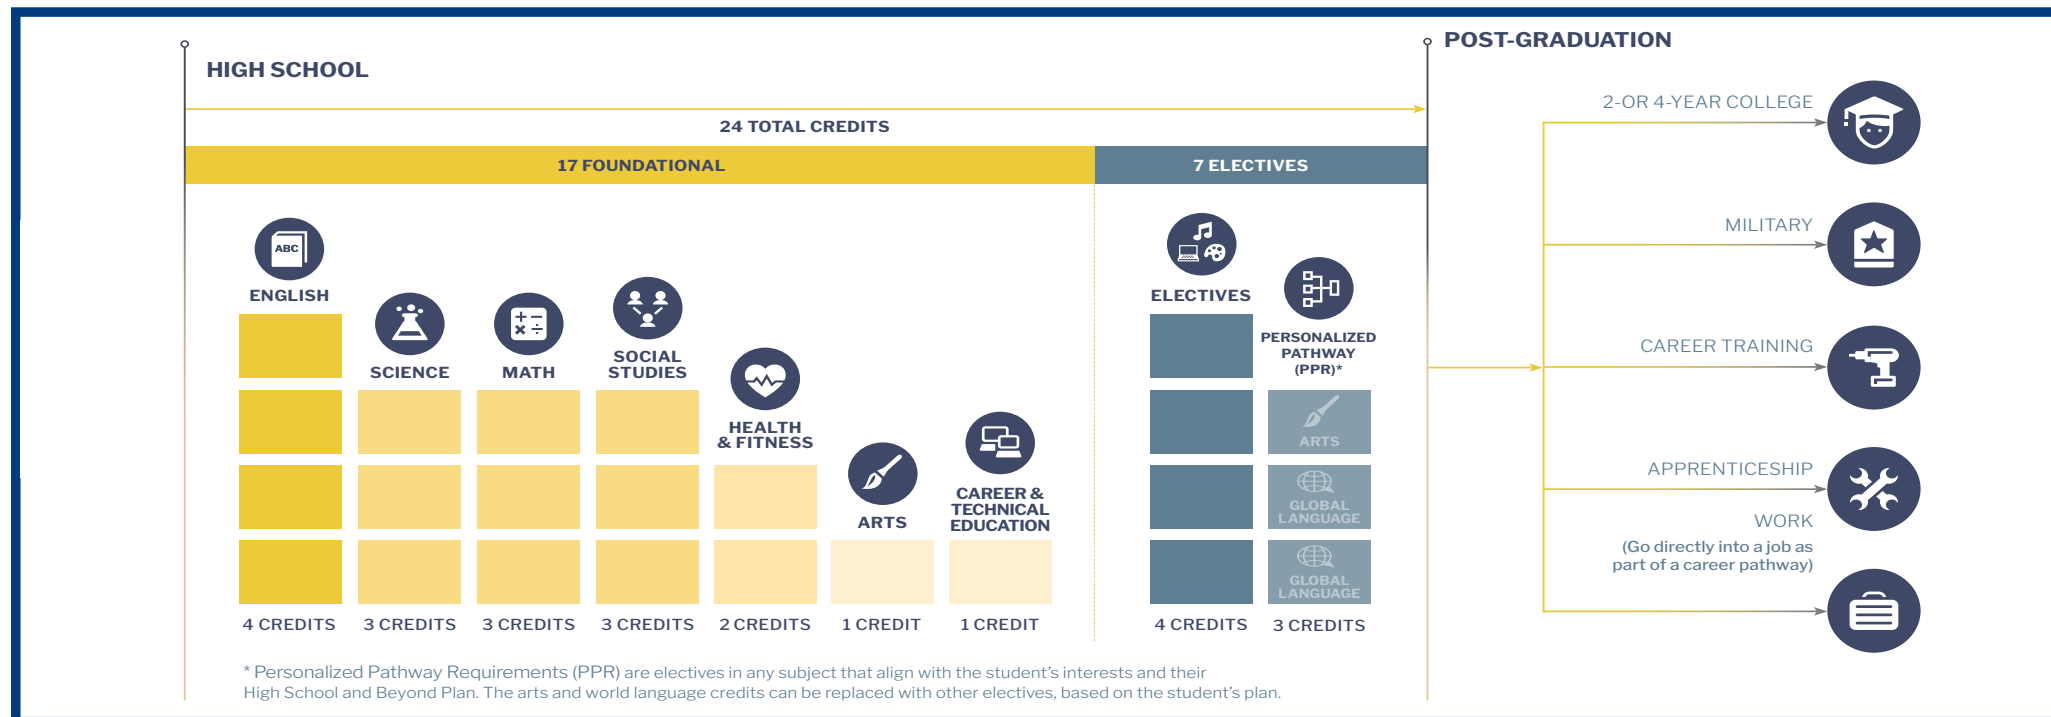 HIGH SCHOOL
POST-GRADUATION
24 TOTAL CREDITS
17 FOUNDATIONAL
7 ELECTIVES
ABC
ENGLISH
SCIENCE
MATH
SOCIAL
STUDIES
HEALTH
& FITNESS
ARTS
CAREER &
TECHNICAL
EDUCATION
4 CREDITS
3 CREDITS
3 CREDITS
3 CREDITS
2 CREDITS
1 CREDIT
1 CREDIT
ELECTIVES
PERSONALIZED
PATHWAY
(PPR)*
ARTS
GLOBAL
LANGUAGE
GLOBAL
LANGUAGE
4 CREDITS
3 CREDITS
2-OR 4-YEAR COLLEGE
MILITARY
CAREER TRAINING
APPRENTICESHIP
WORK
(Go directly into a job as
part of a career pathway)
* Personalized Pathway Requirements (PPR) are electives in any subject that align with the student’s interests and their
High School and Beyond Plan. The arts and world language credits can be replaced with other electives, based on the student’s plan.